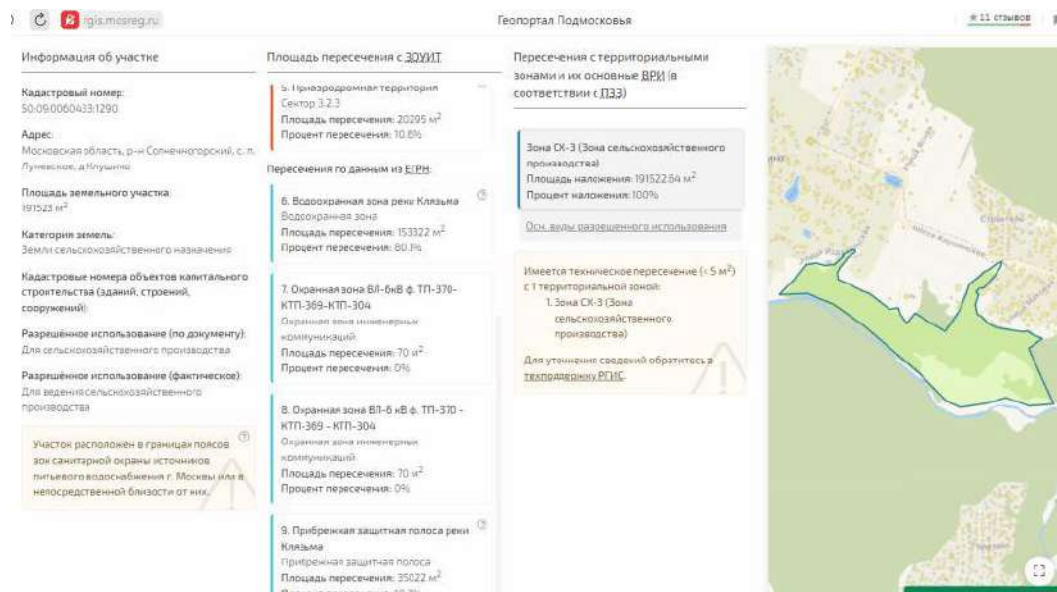 rgis.mosreg.ru
Геопортал Подмосковья
11 отзывов
Информация об участке
Кадастровый номер:
50:09:0060433:1290
Адрес:
Московская область, р-н Солнечногорский, с. п.
Лунёвское, д Клушино
Площадь земельного участка:
191523 м²
Категория земель:
Земли сельскохозяйственного назначения
Кадастровые номера объектов капитального
строительства (зданий, строений,
сооружений):
Разрешённое использование (по документу):
Для сельскохозяйственного производства
Разрешённое использование (фактическое):
Для ведения сельскохозяйственного
производства
Участок расположен в границах поясов
зон санитарной охраны источников
питьевого водоснабжения г. Москвы или в
непосредственной близости от них.
Площадь пересечения с ЗОУИТ
5. Приаэродромная территория
Сектор 3.2.3
Площадь пересечения: 20295 м²
Процент пересечения: 10.6%
Пересечения по данным из ЕГРН:
6. Водоохранная зона реки Клязьма
Водоохранная зона
Площадь пересечения: 153322 м²
Процент пересечения: 80.1%
7. Охранная зона ВЛ-6кВ ф. ТП-370-
КТП-369-КТП-304
Охранная зона инженерных
коммуникаций
Площадь пересечения: 70 м²
Процент пересечения: 0%
8. Охранная зона ВЛ-6 кВ ф. ТП-370 -
КТП-369 - КТП-304
Охранная зона инженерных
коммуникаций
Площадь пересечения: 70 м²
Процент пересечения: 0%
9. Прибрежная защитная полоса реки
Клязьма
Прибрежная защитная полоса
Площадь пересечения: 35022 м²
Пересечения с территориальными
зонами и их основные ВРИ (в
соответствии с ПЗЗ)
Зона СХ-3 (Зона сельскохозяйственного
производства)
Площадь наложения: 191522.64 м²
Процент наложения: 100%
Осн. виды разрешенного использования
Имеется техническое пересечение (< 5 м²)
с 1 территориальной зоной:
1. Зона СХ-3 (Зона
сельскохозяйственного
производства)
Для уточнения сведений обратитесь в
техподдержку РГИС.